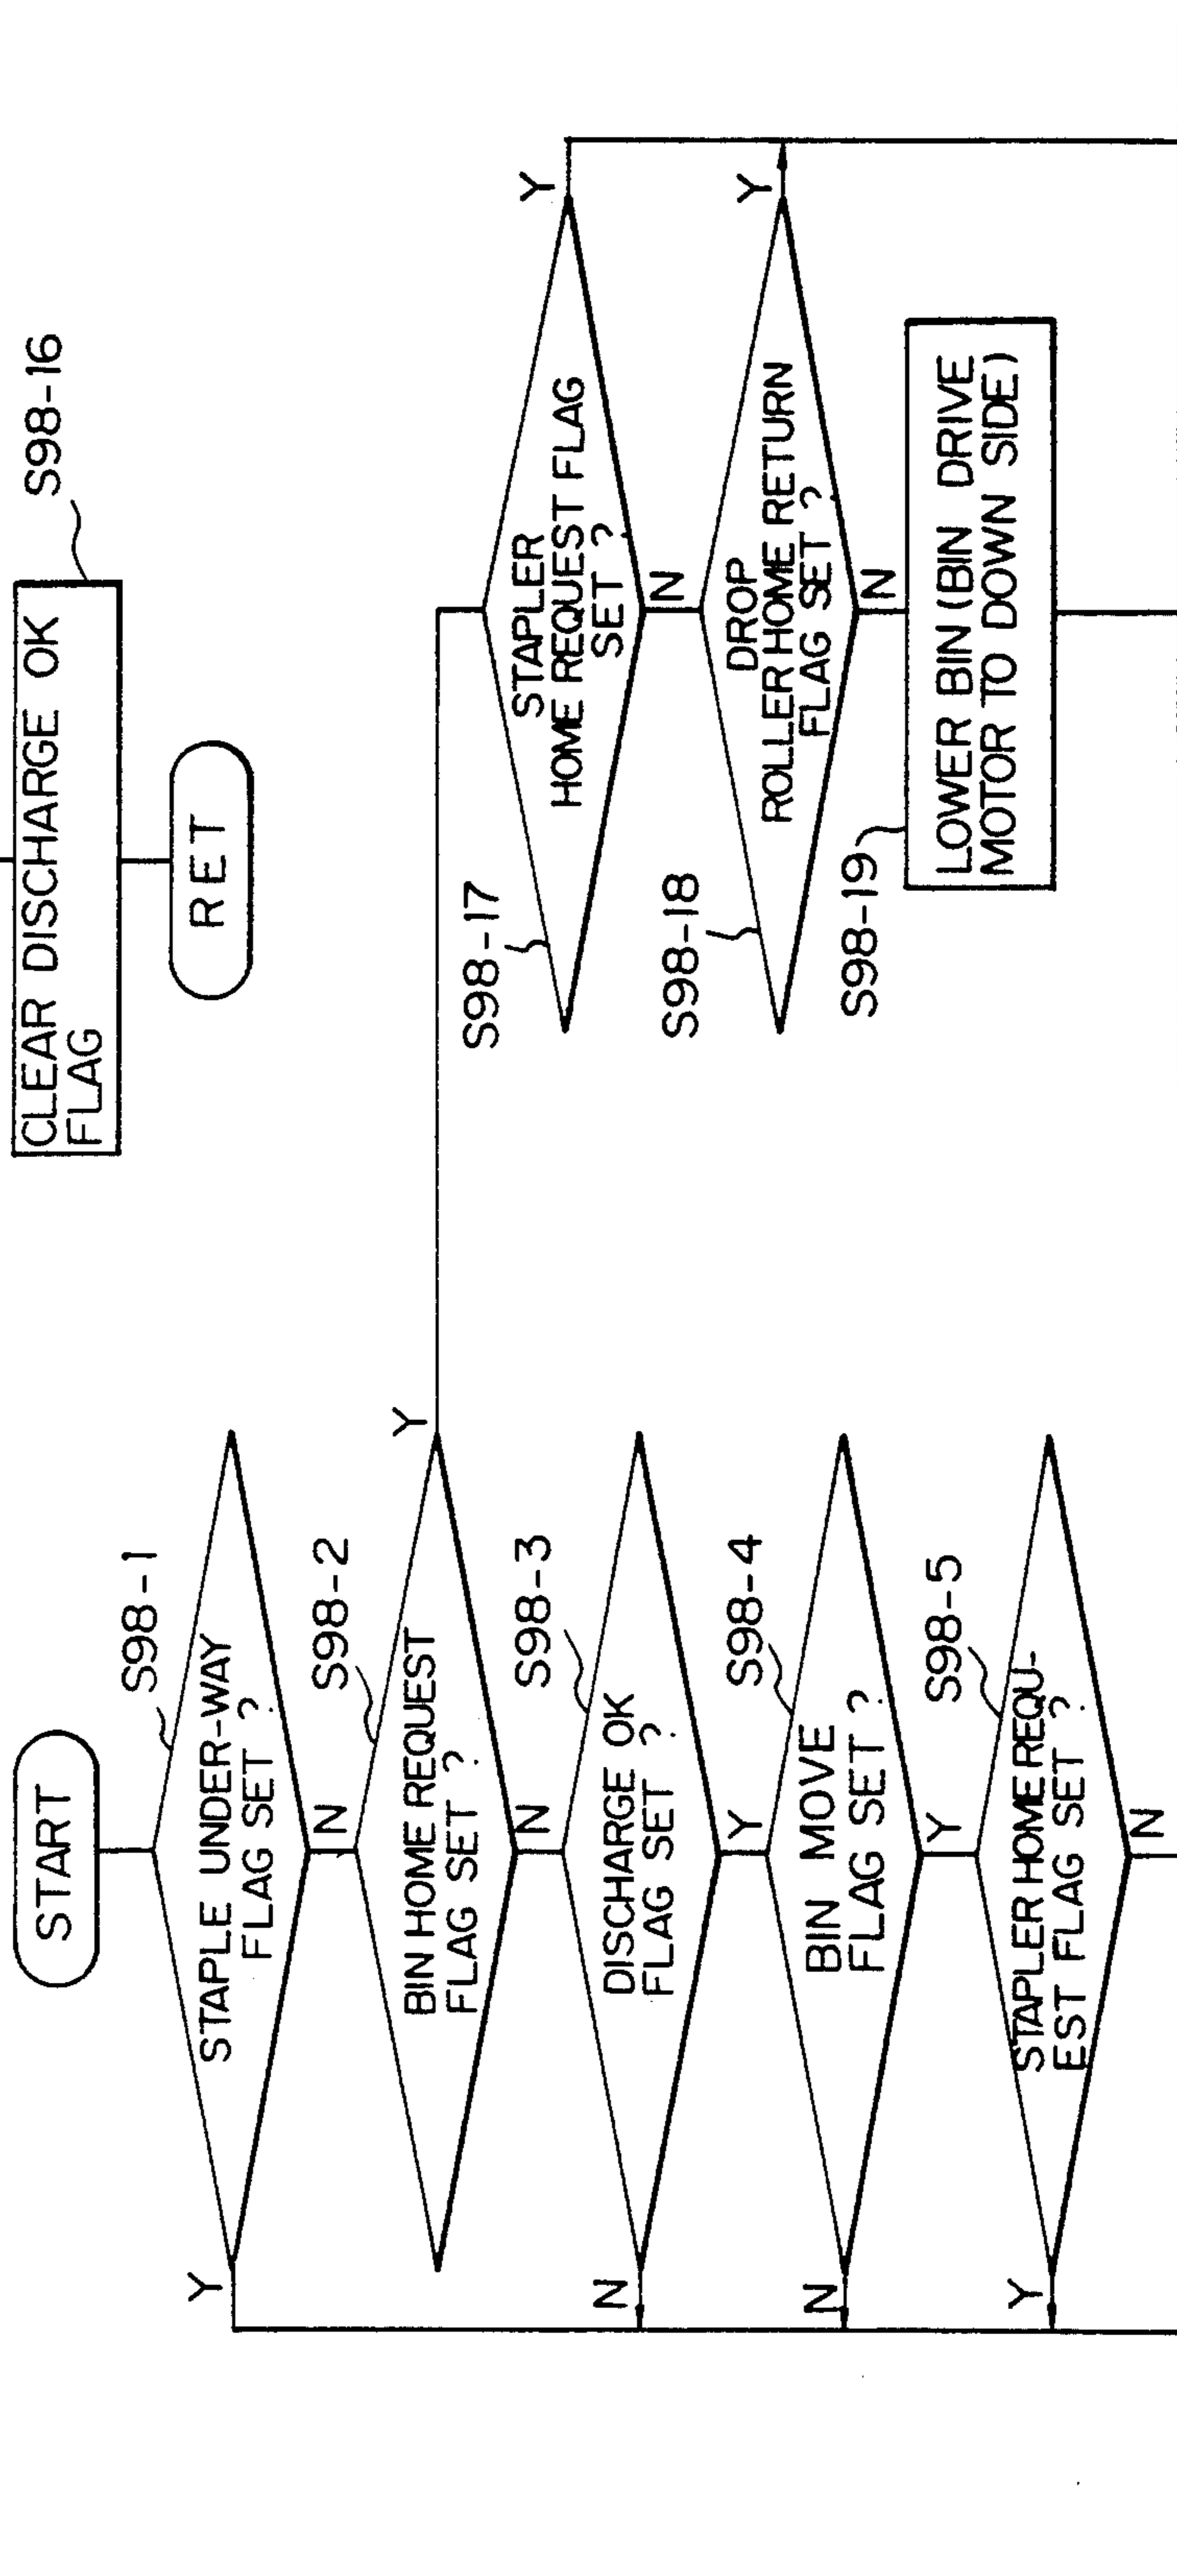 START
S98-1
STAPLE UNDER-WAY
FLAG SET ?
Y
N
S98-2
BIN HOME REQUEST
FLAG SET ?
Y
N
S98-3
DISCHARGE OK
FLAG SET ?
N
Y
S98-4
BIN MOVE
FLAG SET ?
N
Y
S98-5
STAPLER HOME REQU-
EST FLAG SET ?
Y
N
CLEAR DISCHARGE OK
FLAG
S98-16
RET
S98-17
STAPLER
HOME REQUEST FLAG
SET ?
Y
N
S98-18
DROP
ROLLER HOME RETURN
FLAG SET ?
Y
N
S98-19
LOWER BIN (BIN DRIVE
MOTOR TO DOWN SIDE)